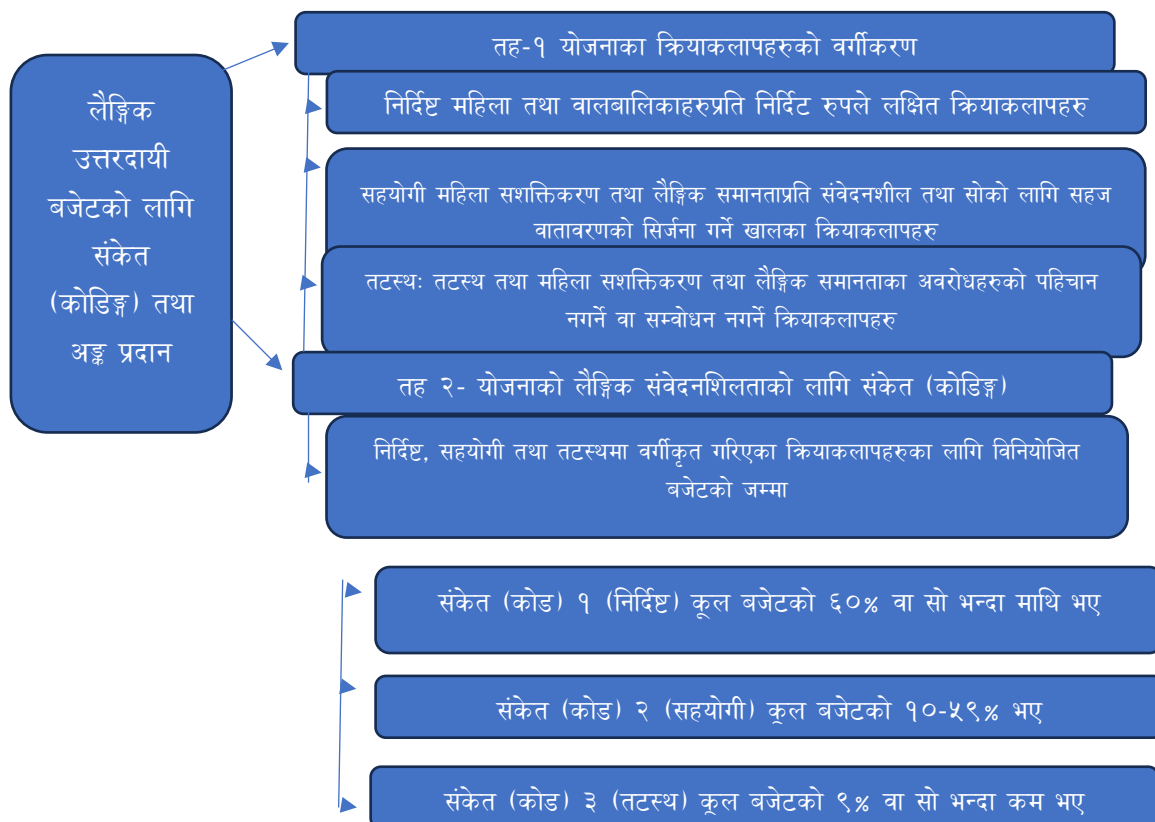 लैङ्गिक
उत्तरदायी
बजेटको लागि
संकेत
(कोडिङ्ग) तथा
अङ्क प्रदान
तह-१ योजनाका क्रियाकलापहरुको वर्गीकरण
निर्दिष्ट महिला तथा वालबालिकाहरुप्रति निर्दिट रुपले लक्षित क्रियाकलापहरु
सहयोगी महिला सशक्तिकरण तथा लैङ्गिक समानताप्रति संवेदनशील तथा सोको लागि सहज
वातावरणको सिर्जना गर्ने खालका क्रियाकलापहरु
तटस्थः तटस्थ तथा महिला सशक्तिकरण तथा लैङ्गिक समानताका अवरोधहरुको पहिचान
नगर्ने वा सम्वोधन नगर्ने क्रियाकलापहरु
तह २- योजनाको लैङ्गिक संवेदनशिलताको लागि संकेत (कोडिङ्ग)
निर्दिष्ट, सहयोगी तथा तटस्थमा वर्गीकृत गरिएका क्रियाकलापहरुका लागि विनियोजित
बजेटको जम्मा
संकेत (कोड) १ (निर्दिष्ट) कूल बजेटको ६०% वा सो भन्दा माथि भए
संकेत (कोड) २ (सहयोगी) कूल बजेटको १०-५९% भए
संकेत (कोड) ३ (तटस्थ) कूल बजेटको ९% वा सो भन्दा कम भए